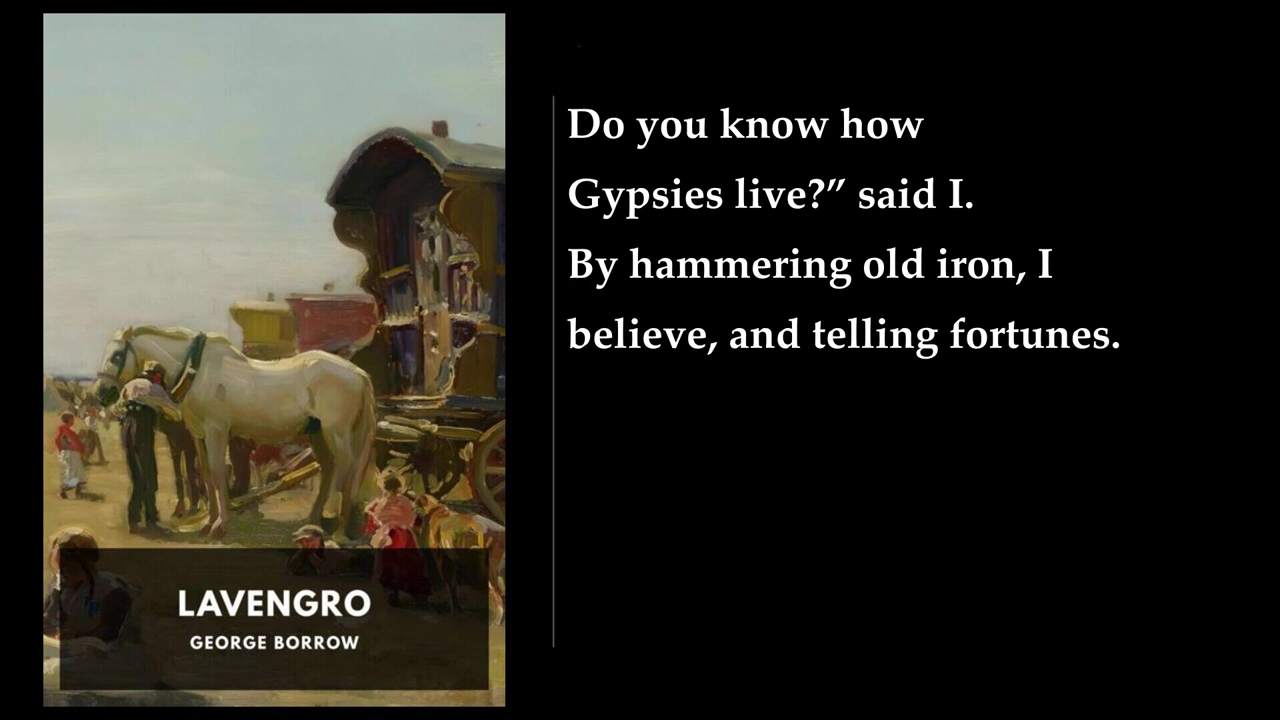 Do you know how
Gypsies live?” said I.
By hammering old iron, I
believe, and telling fortunes.
LAVENGRO
GEORGE BORROW